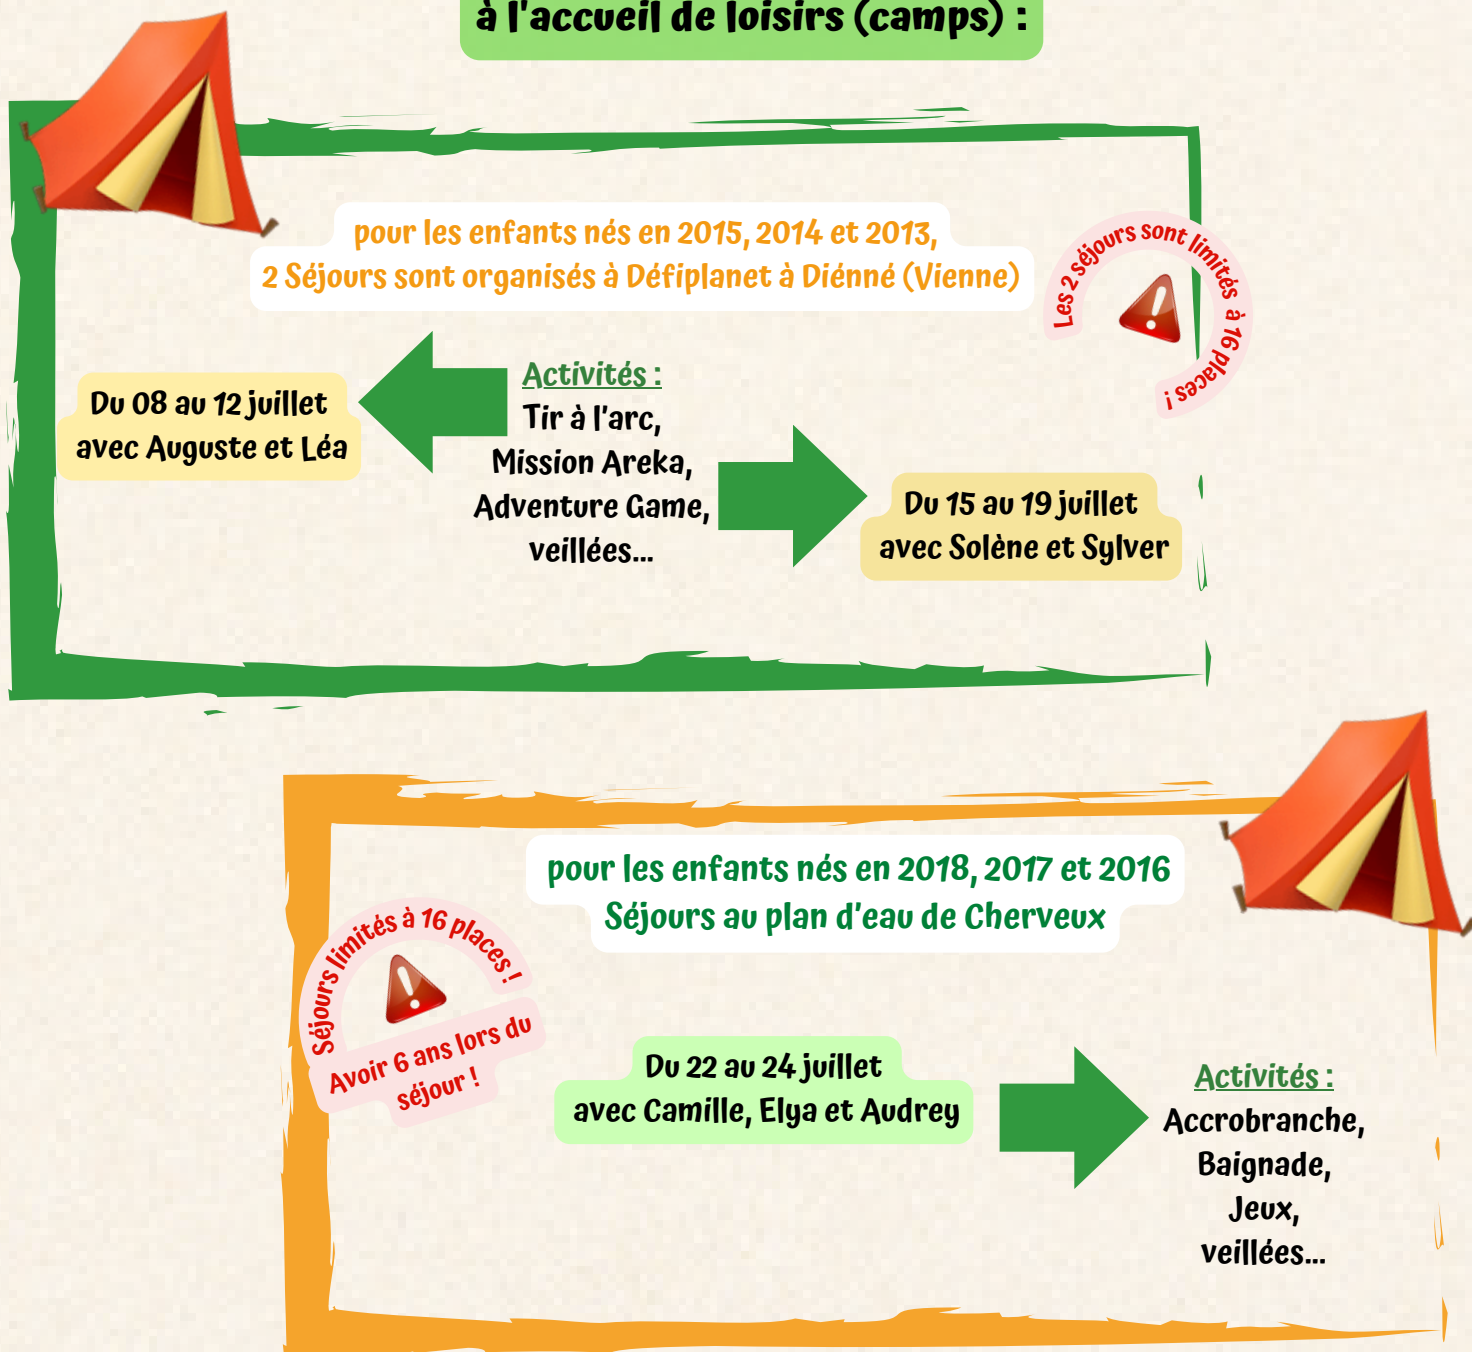 à l'accueil de loisirs (camps) :
pour les enfants nés en 2015, 2014 et 2013,
2 Séjours sont organisés à Défiplanet à Diénné (Vienne)
Les 2 séjours sont limités à 16 places !
Du 08 au 12 juillet
avec Auguste et Léa
Activités :
Tir à l'arc,
Mission Areka,
Adventure Game,
veillées...
Du 15 au 19 juillet
avec Solène et Sylver
pour les enfants nés en 2018, 2017 et 2016
Séjours au plan d'eau de Cherveux
Séjours limités à 16 places !
Avoir 6 ans lors du
séjour !
Du 22 au 24 juillet
avec Camille, Elya et Audrey
Activités :
Accrobranche,
Baignade,
Jeux,
veillées...